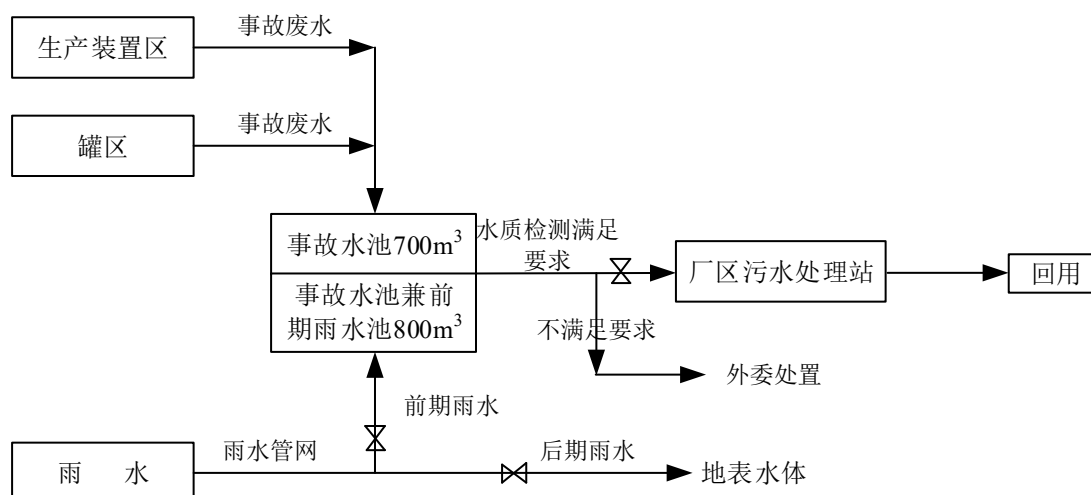 事故废水
生产装置区
事故废水
罐区
事故水池700m³
水质检测满足
要求
厂区污水处理站
回用
事故水池兼前
期雨水池800m³
不满足要求
外委处置
前期雨水
雨水管网
后期雨水
雨 水
地表水体